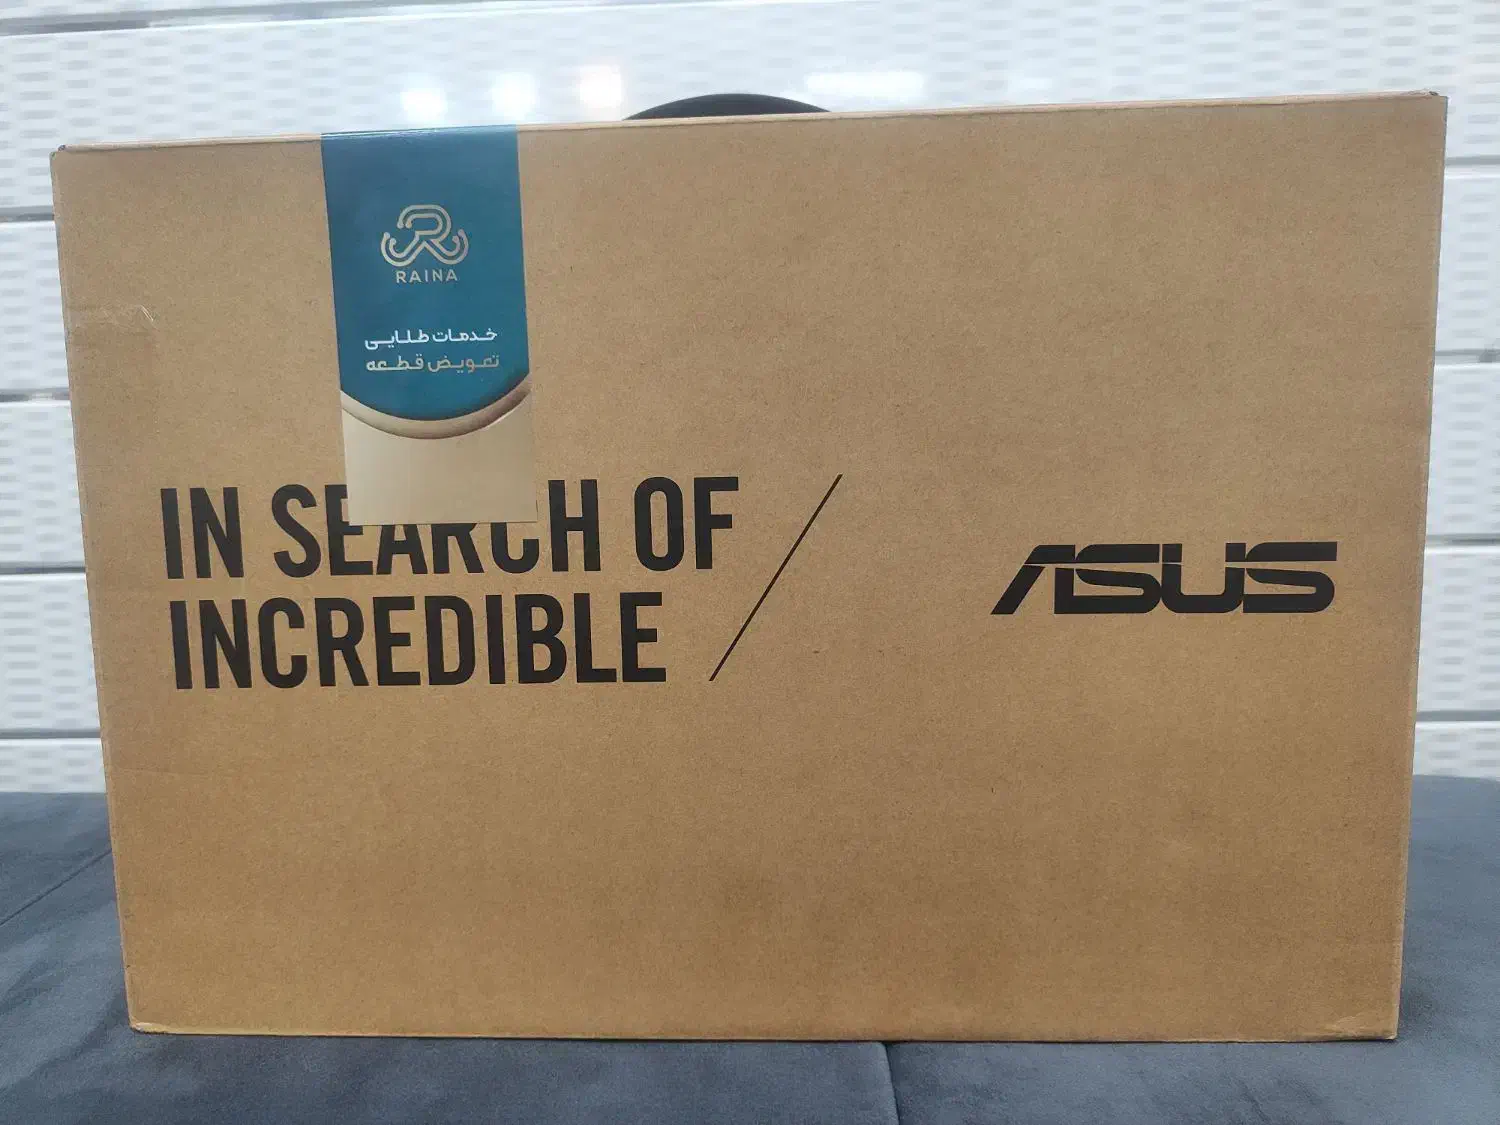 RAINA
خدمات طلایی
تعویض قطعه
IN SEARCH OF
INCREDIBLE
ASUS